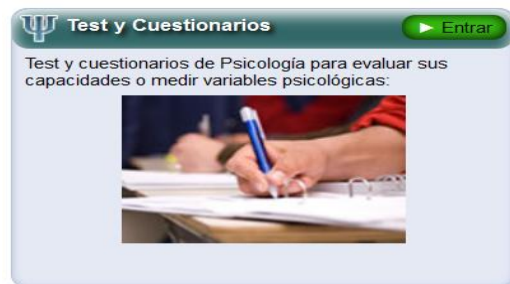 Ψ Test y Cuestionarios
► Entrar
Test y cuestionarios de Psicología para evaluar sus
capacidades o medir variables psicológicas: